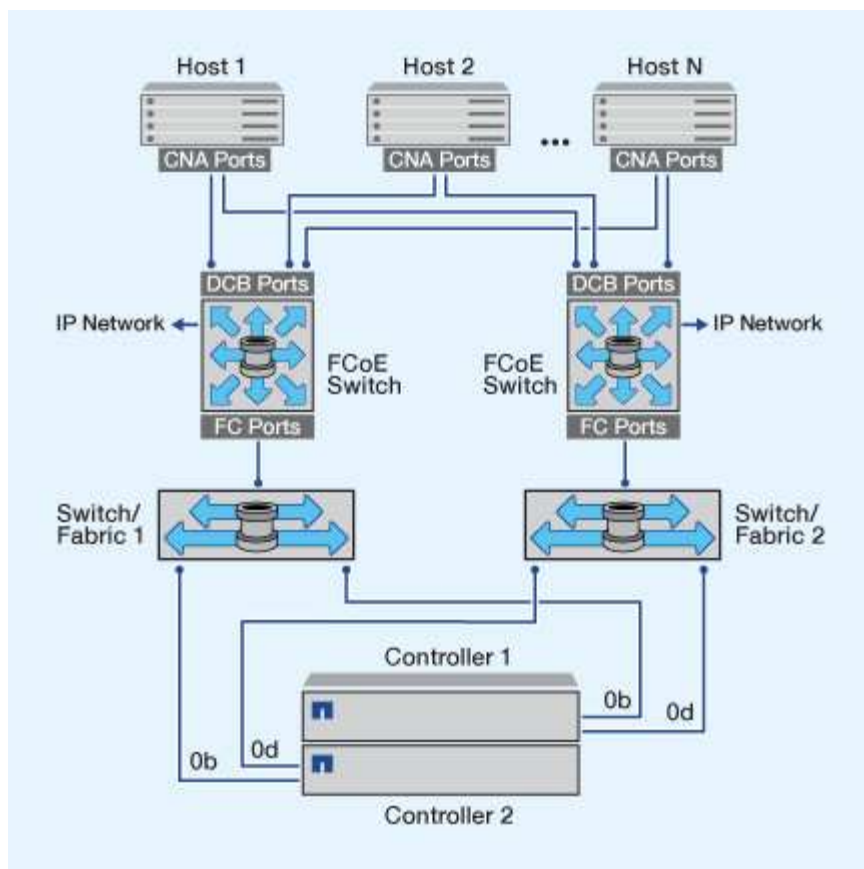 Host 1
Host 2
Host N
...
CNA Ports
CNA Ports
CNA Ports
DCB Ports
DCB Ports
IP Network
FCoE
Switch
FCoE
Switch
IP Network
FC Ports
FC Ports
Switch/
Fabric 1
Switch/
Fabric 2
Controller 1
0b
0d
0d
0b
Controller 2